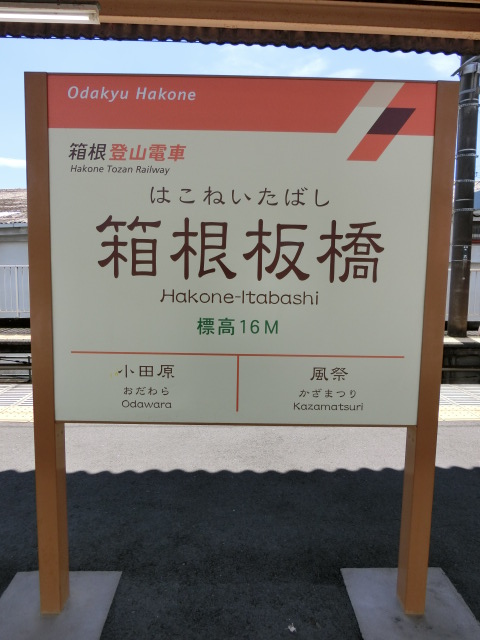 Odakyu Hakone
箱根登山電車
Hakone Tozan Railway
はこねいたばし
箱根板橋
Hakone-Itabashi
標高16M
小田原
おだわら
Odawara
風祭
かざまつり
Kazamatsuri